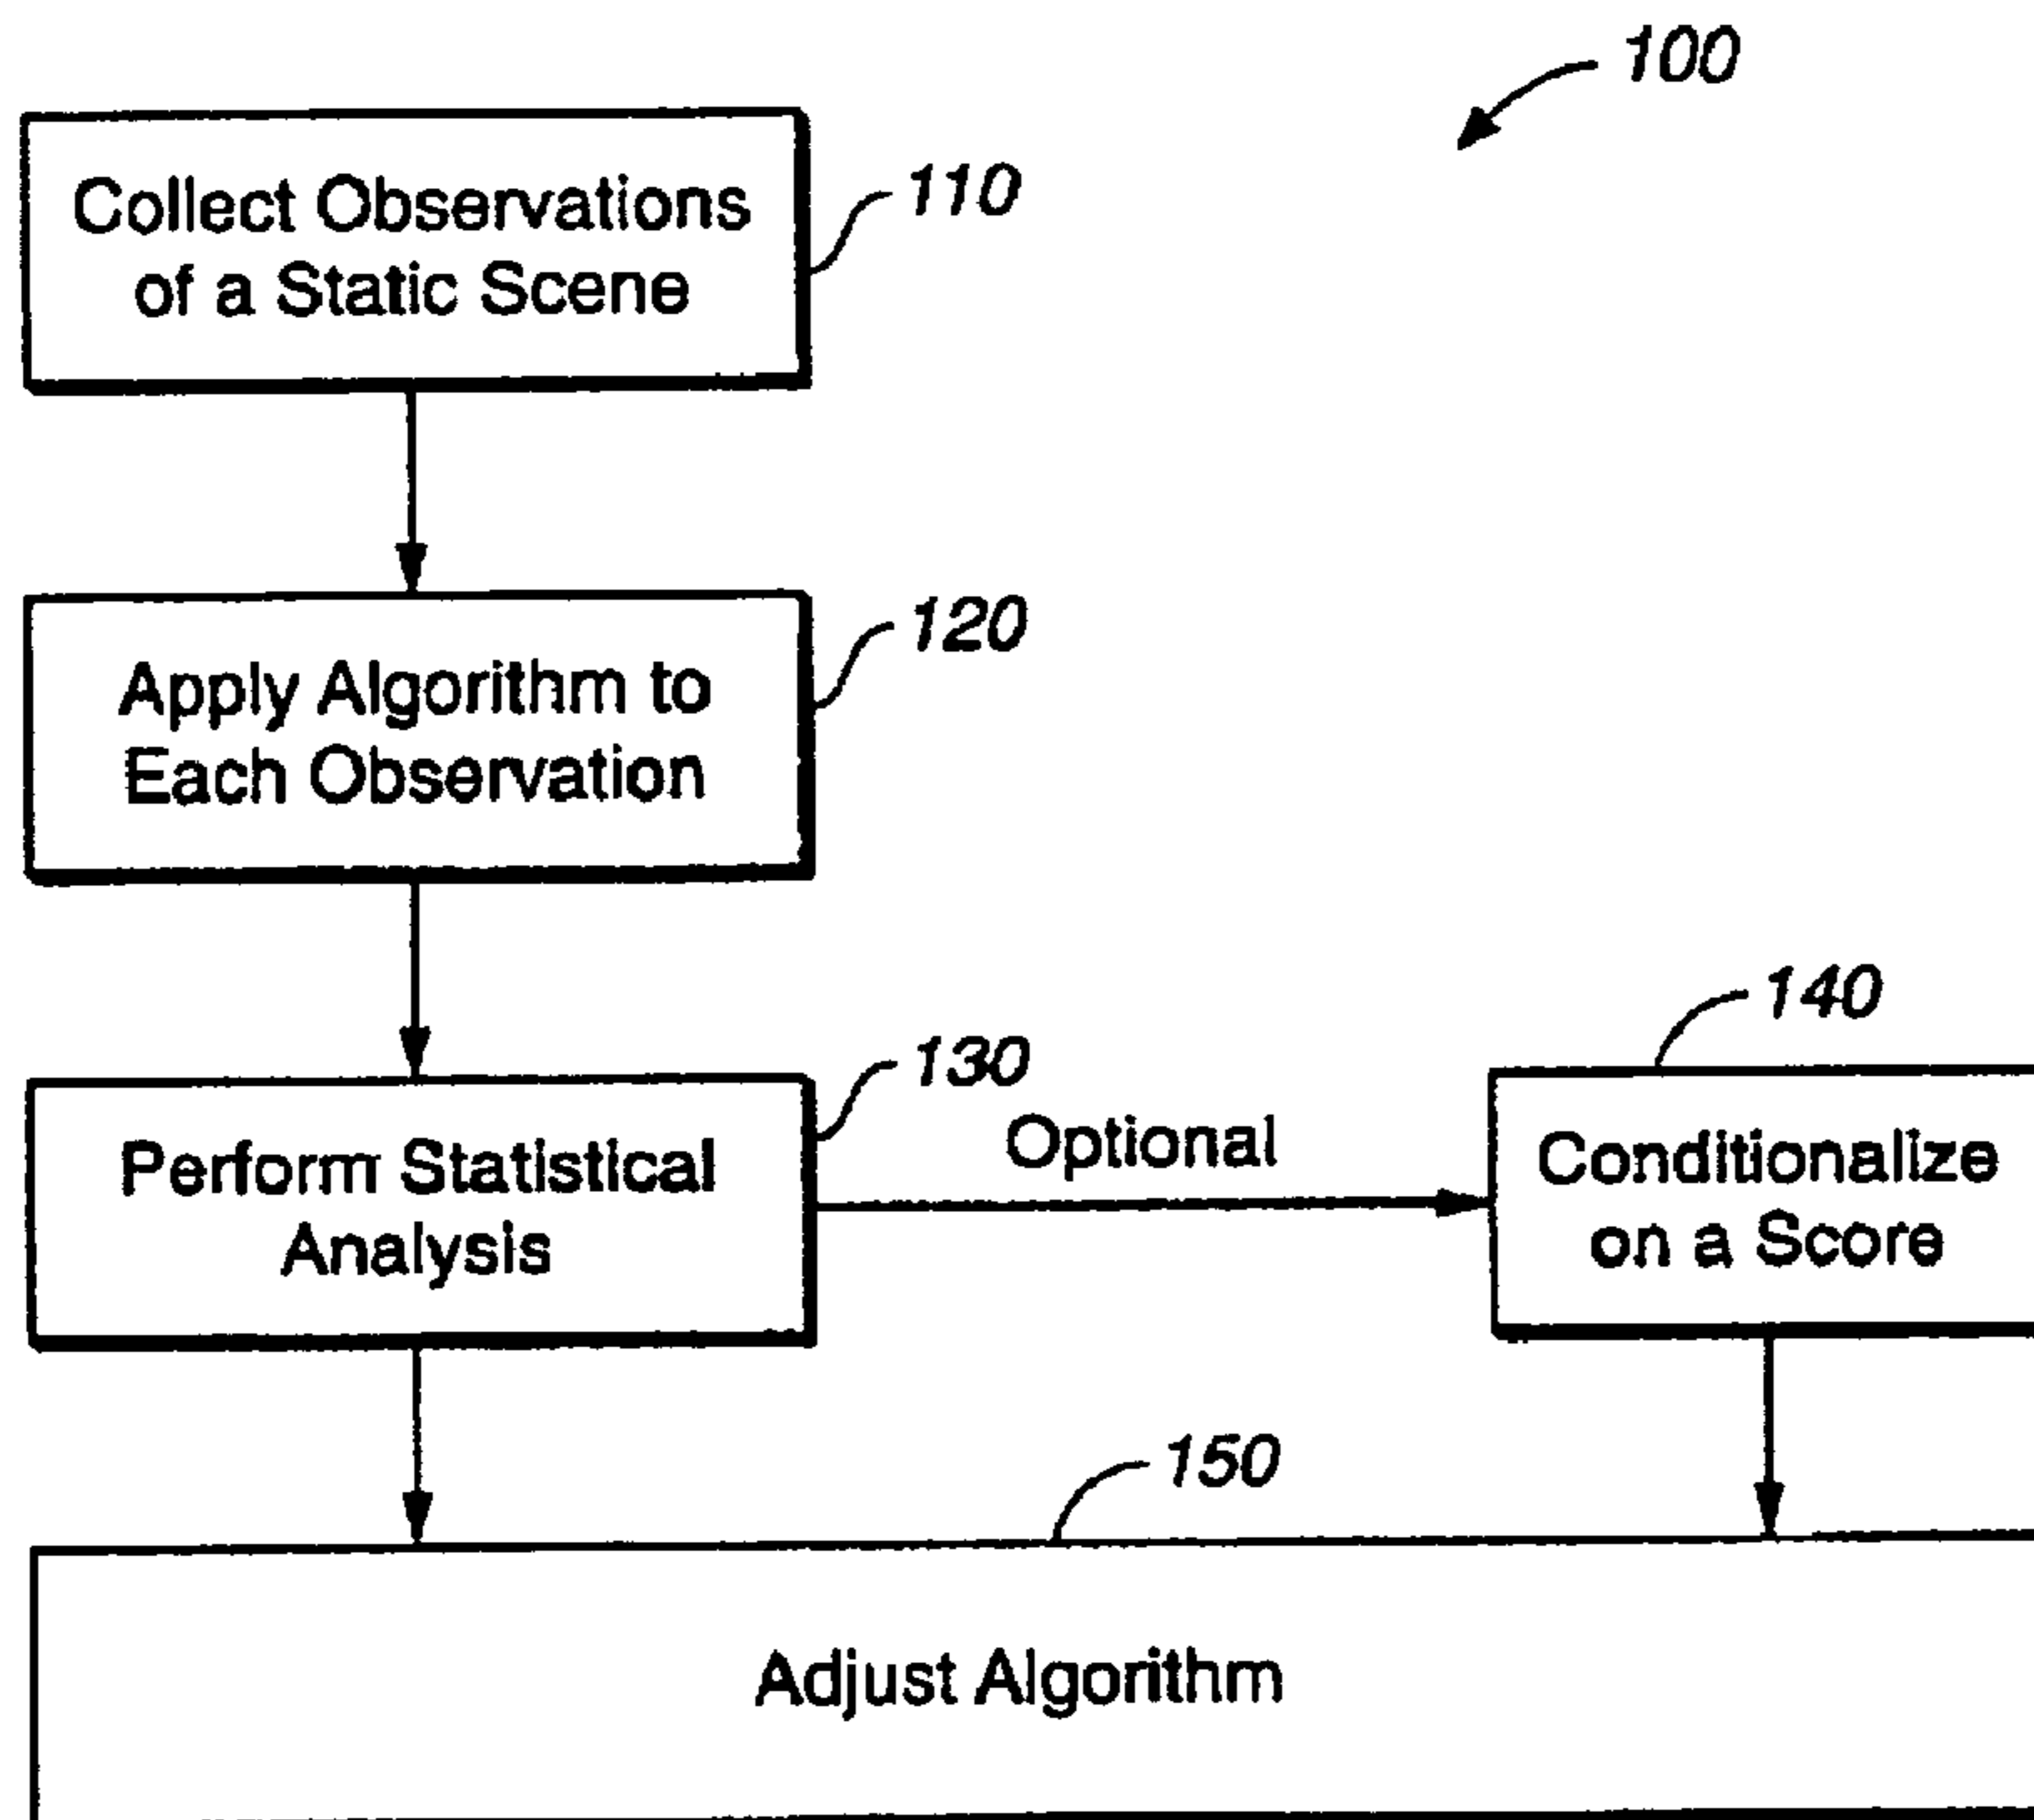 100
Collect Observations
of a Static Scene
110
Apply Algorithm to
Each Observation
120
Perform Statistical
Analysis
130
Optional
Conditionalize
on a Score
140
150
Adjust Algorithm